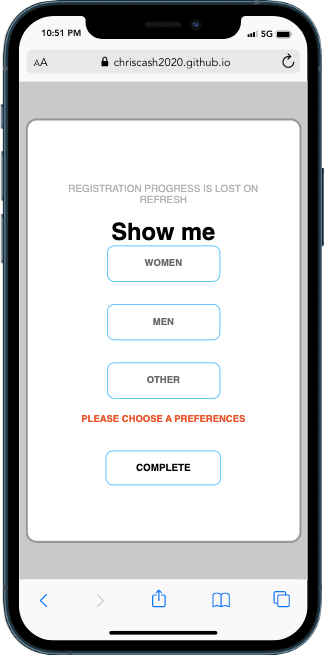 10:51 PM 5G
AA chriscash2020.github.io
REGISTRATION PROGRESS IS LOST ON
REFRESH
Show me
WOMEN
MEN
OTHER
PLEASE CHOOSE A PREFERENCES
COMPLETE